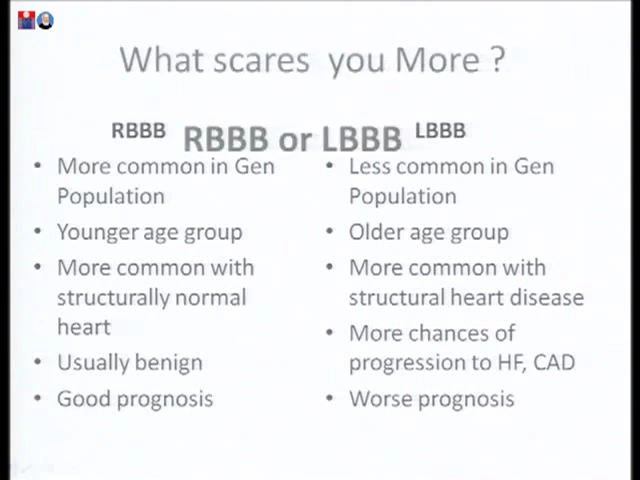 What scares you More ?
RBBB or LBBB
RBBB
• More common in Gen
Population
• Younger age group
• More common with
structurally normal
heart
• Usually benign
• Good prognosis
LBBB
• Less common in Gen
Population
• Older age group
• More common with
structural heart disease
• More chances of
progression to HF, CAD
• Worse prognosis